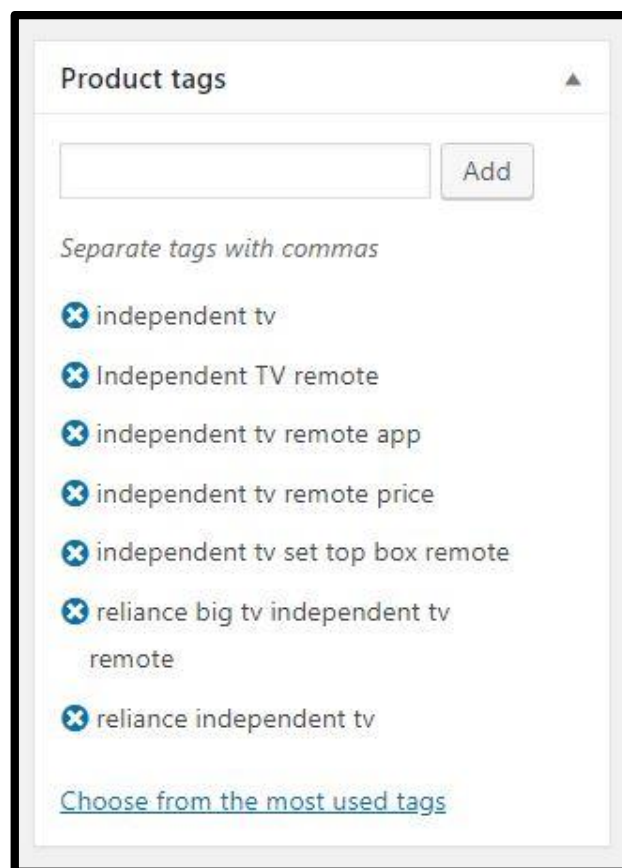 Product tags
Add
Separate tags with commas
independent tv
Independent TV remote
independent tv remote app
independent tv remote price
independent tv set top box remote
reliance big tv independent tv
remote
reliance independent tv
Choose from the most used tags